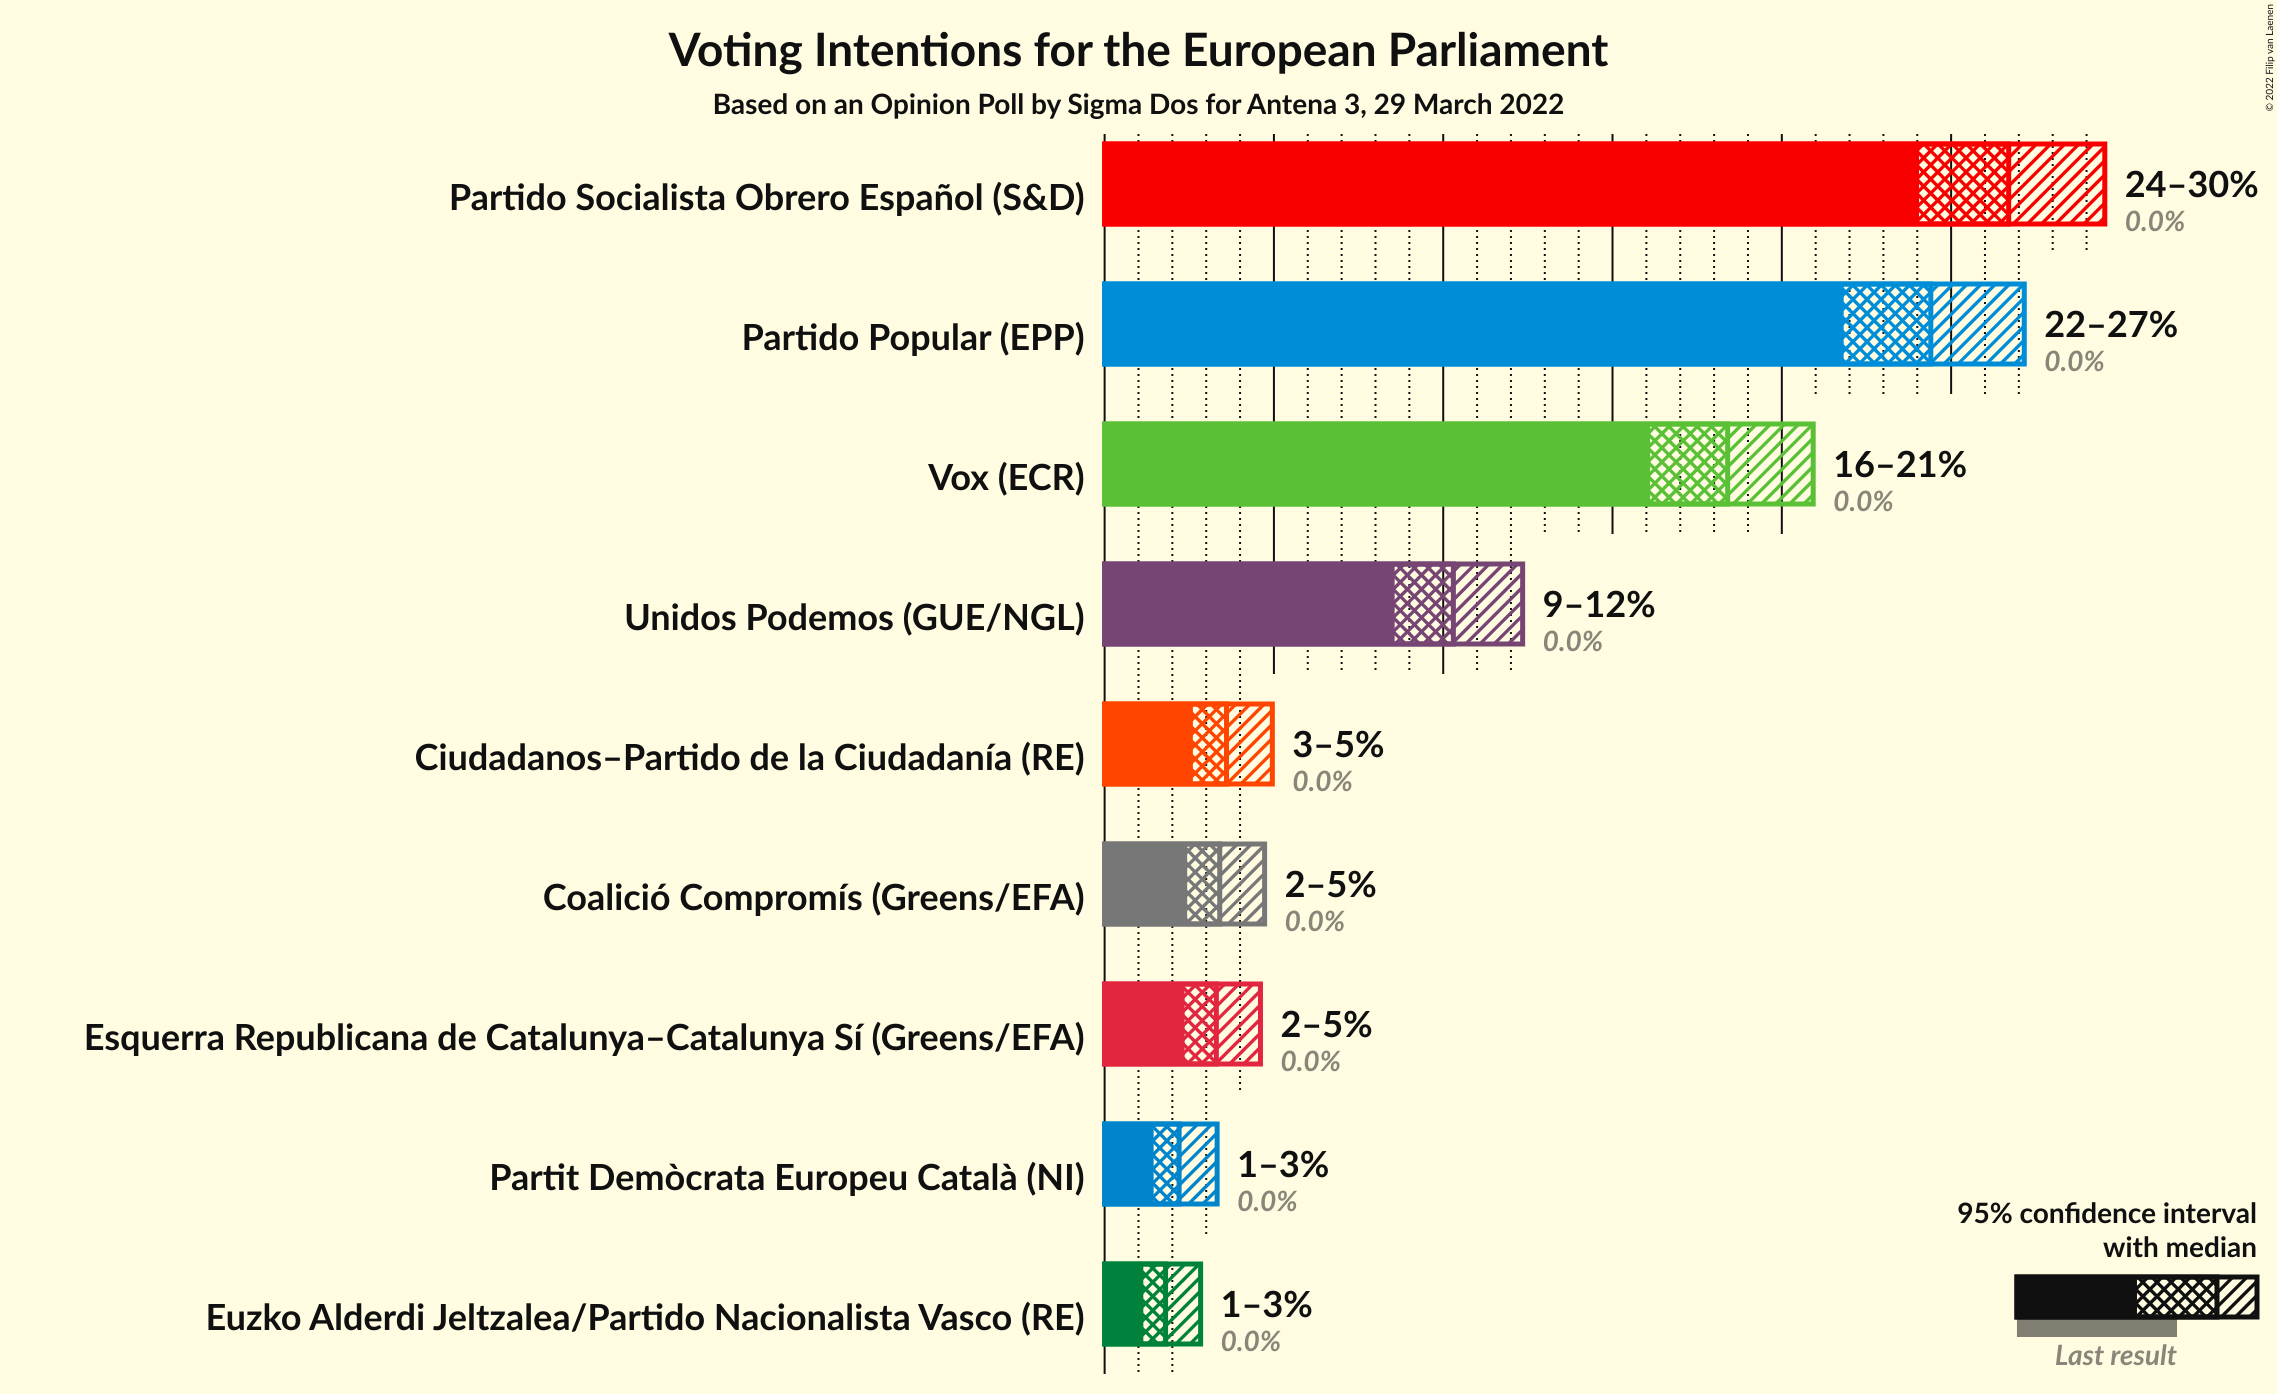 Voting Intentions for the European Parliament
Based on an Opinion Poll by Sigma Dos for Antena 3, 29 March 2022
© 2022 Filip van Laenen
Partido Socialista Obrero Español (S&D)
24–30%
0.0%
Partido Popular (EPP)
22–27%
0.0%
Vox (ECR)
16–21%
0.0%
Unidos Podemos (GUE/NGL)
9–12%
0.0%
Ciudadanos–Partido de la Ciudadanía (RE)
3–5%
0.0%
Coalició Compromís (Greens/EFA)
2–5%
0.0%
Esquerra Republicana de Catalunya–Catalunya Sí (Greens/EFA)
2–5%
0.0%
Partit Demòcrata Europeu Català (NI)
1–3%
0.0%
Euzko Alderdi Jeltzalea/Partido Nacionalista Vasco (RE)
1–3%
0.0%
95% confidence interval
with median
Last result